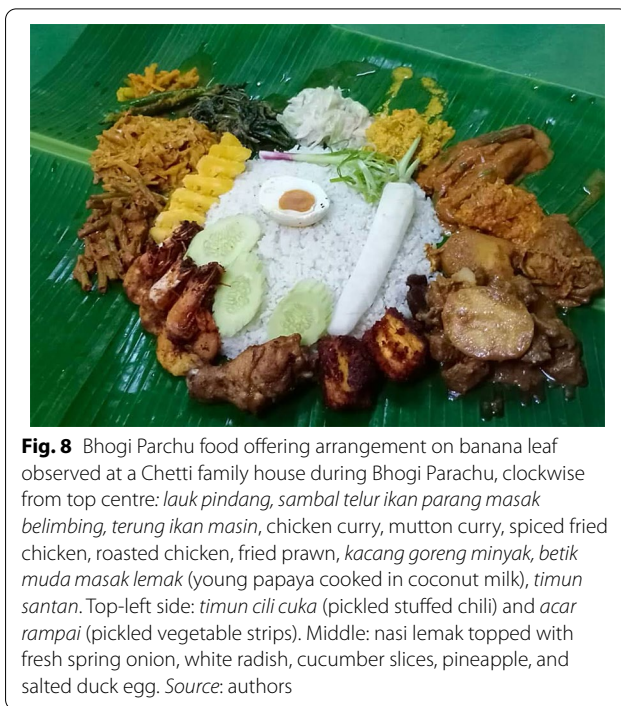 Fig. 8 Bhogi Parchu food offering arrangement on banana leaf
observed at a Chetti family house during Bhogi Parachu, clockwise
from top centre: lauk pindang, sambal telur ikan parang masak
belimbing, terung ikan masin, chicken curry, mutton curry, spiced fried
chicken, roasted chicken, fried prawn, kacang goreng minyak, betik
muda masak lemak (young papaya cooked in coconut milk), timun
santan. Top-left side: timun cili cuka (pickled stuffed chili) and acar
rampai (pickled vegetable strips). Middle: nasi lemak topped with
fresh spring onion, white radish, cucumber slices, pineapple, and
salted duck egg. Source: authors